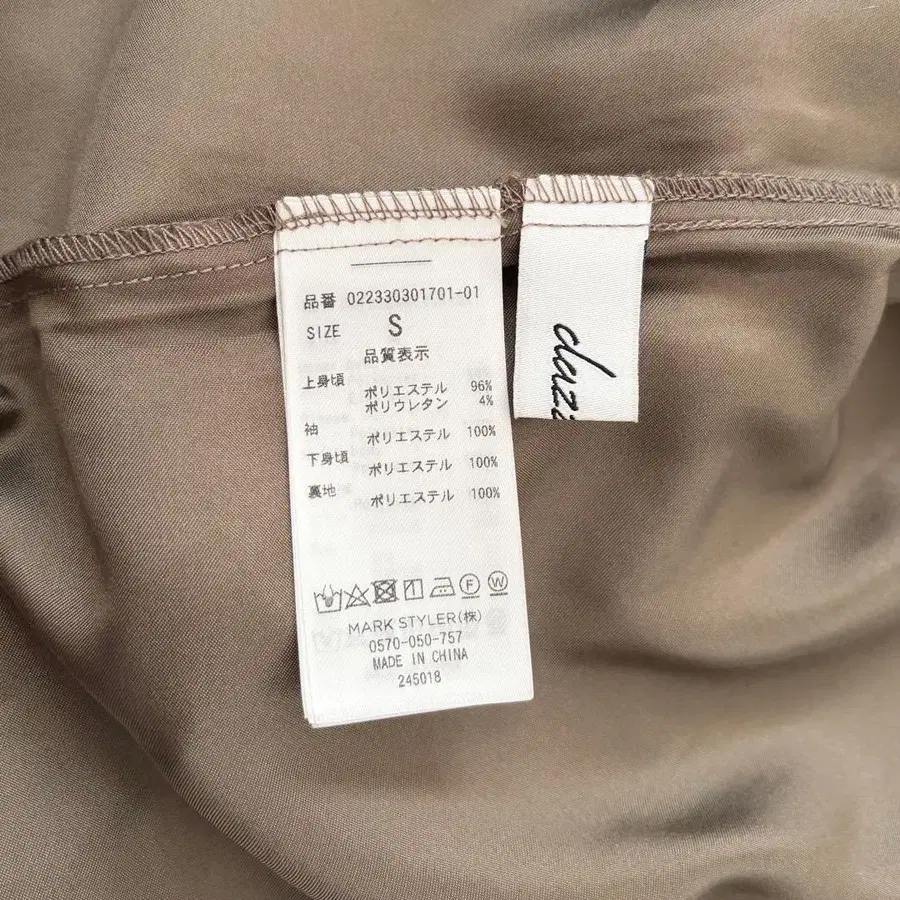 品番 022330301701-01
SIZE S
品質表示
上身頃 ポリエステル 96%
ポリウレタン 4%
袖 ポリエステル 100%
下身頃 ポリエステル 100%
裏地 ポリエステル 100%
F W
MARK STYLER(株)
0570-050-757
MADE IN CHINA
245018
dazz